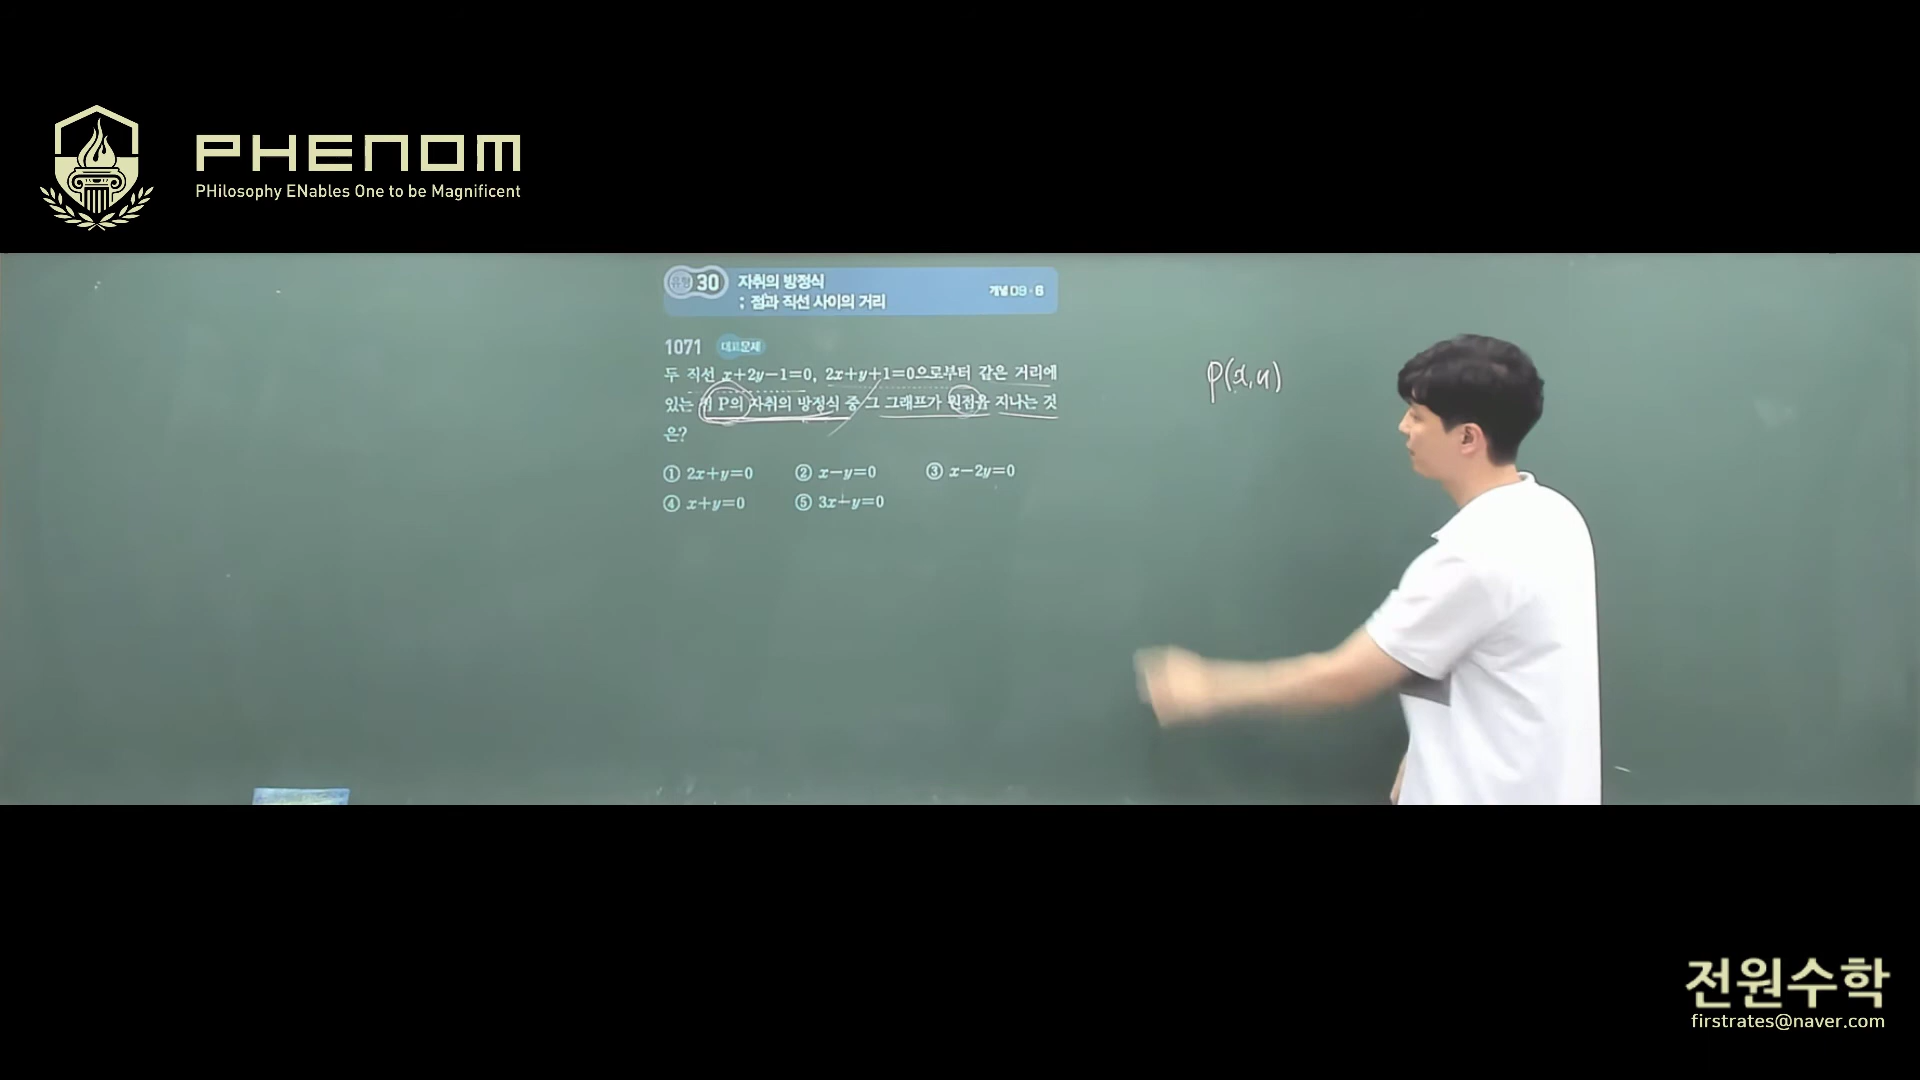 PHENOM
PHilosophy ENables One to be Magnificent
유형 30 자취의 방정식
; 점과 직선 사이의 거리
개념 09-6
1071 대표문제
두 직선 x+2y-1=0, 2x+y+1=0으로부터 같은 거리에
있는 점 P의 자취의 방정식 중 그 그래프가 원점을 지나는 것
은?
① 2x+y=0 ② x-y=0 ③ x-2y=0
④ x+y=0 ⑤ 3x-y=0
P(x,y)
전원수학
firstrates@naver.com